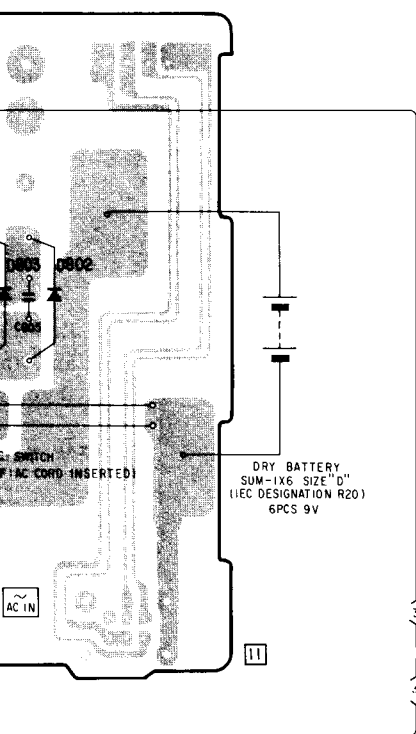 D803 D802
C805
SWITCH
AC CORD INSERTED)
DRY BATTERY
SUM-1X6 SIZE"D"
(IEC DESIGNATION R20)
6PCS 9V
~
AC IN
11